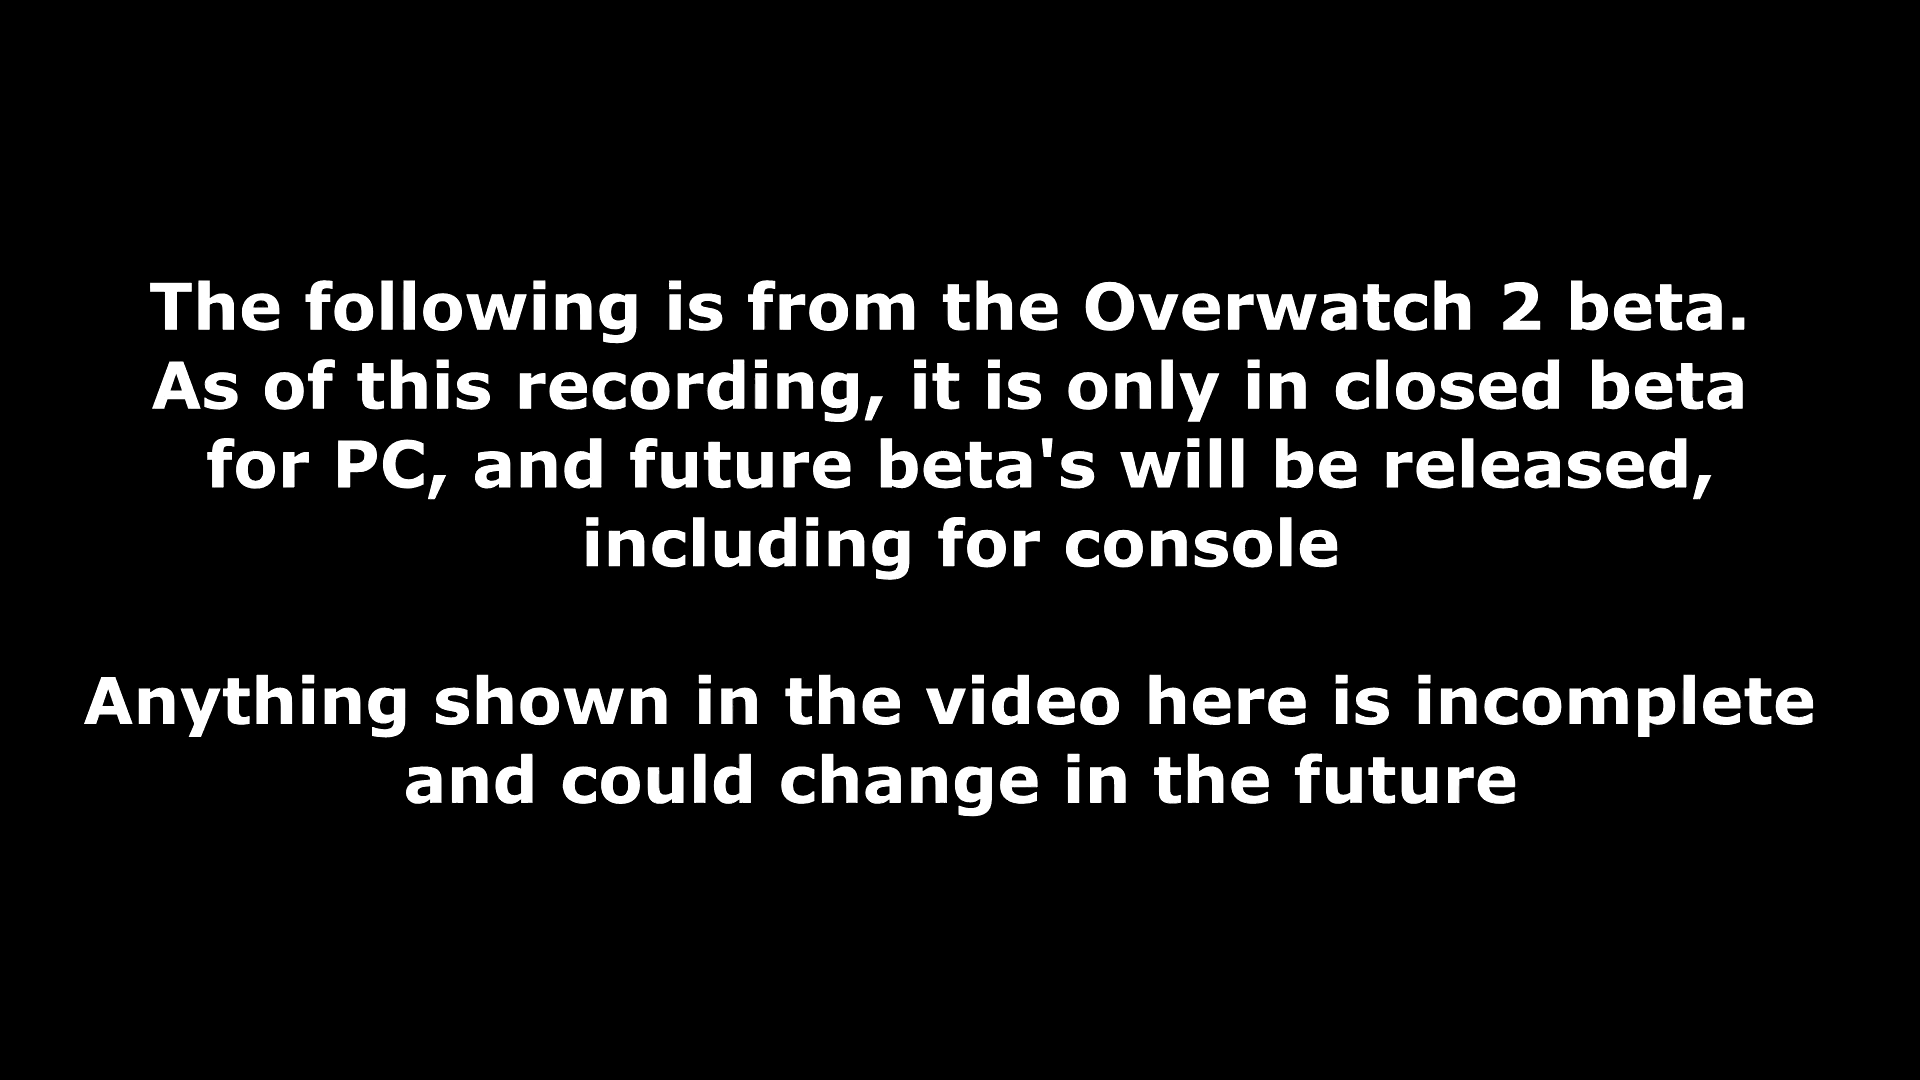 The following is from the Overwatch 2 beta.
As of this recording, it is only in closed beta
for PC, and future beta's will be released,
including for console
Anything shown in the video here is incomplete
and could change in the future